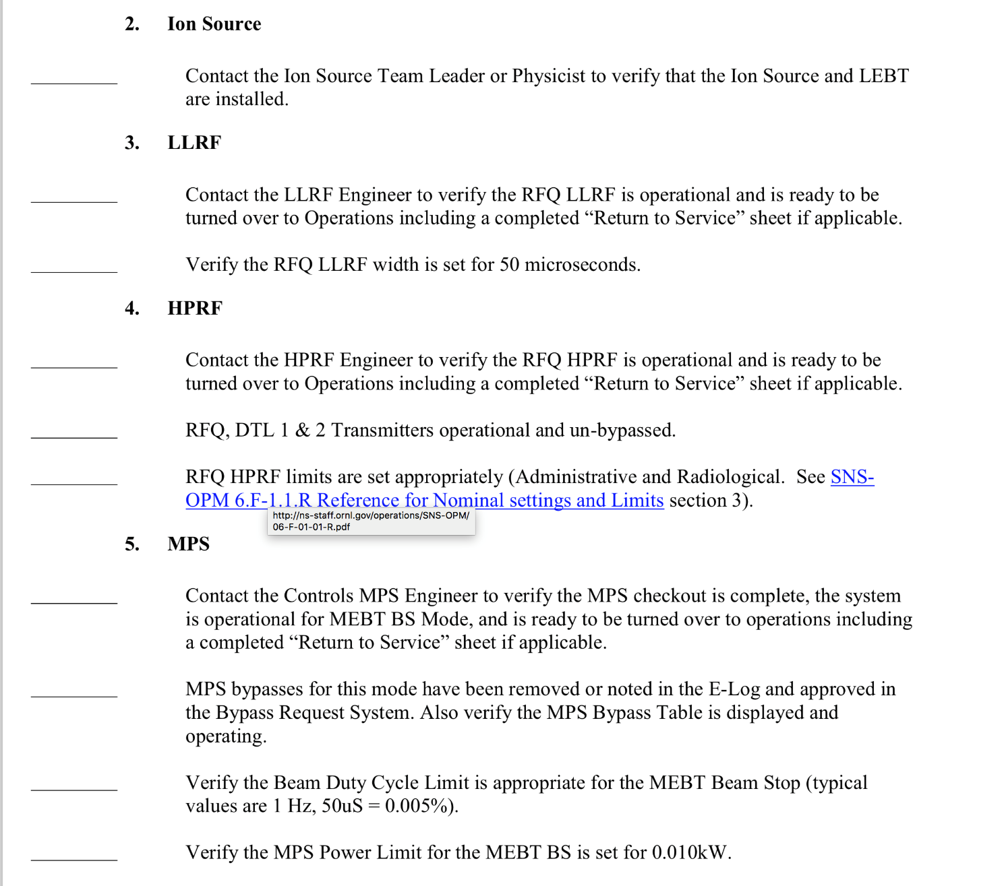 2. Ion Source
Contact the Ion Source Team Leader or Physicist to verify that the Ion Source and LEBT
are installed.
3. LLRF
Contact the LLRF Engineer to verify the RFQ LLRF is operational and is ready to be
turned over to Operations including a completed “Return to Service” sheet if applicable.
Verify the RFQ LLRF width is set for 50 microseconds.
4. HPRF
Contact the HPRF Engineer to verify the RFQ HPRF is operational and is ready to be
turned over to Operations including a completed “Return to Service” sheet if applicable.
RFQ, DTL 1 & 2 Transmitters operational and un-bypassed.
RFQ HPRF limits are set appropriately (Administrative and Radiological.  See SNS-
OPM 6.F-1.1.R Reference for Nominal settings and Limits section 3).
http://ns-staff.ornl.gov/operations/SNS-OPM/
06-F-01-01-R.pdf
5. MPS
Contact the Controls MPS Engineer to verify the MPS checkout is complete, the system
is operational for MEBT BS Mode, and is ready to be turned over to operations including
a completed “Return to Service” sheet if applicable.
MPS bypasses for this mode have been removed or noted in the E-Log and approved in
the Bypass Request System. Also verify the MPS Bypass Table is displayed and
operating.
Verify the Beam Duty Cycle Limit is appropriate for the MEBT Beam Stop (typical
values are 1 Hz, 50uS = 0.005%).
Verify the MPS Power Limit for the MEBT BS is set for 0.010kW.